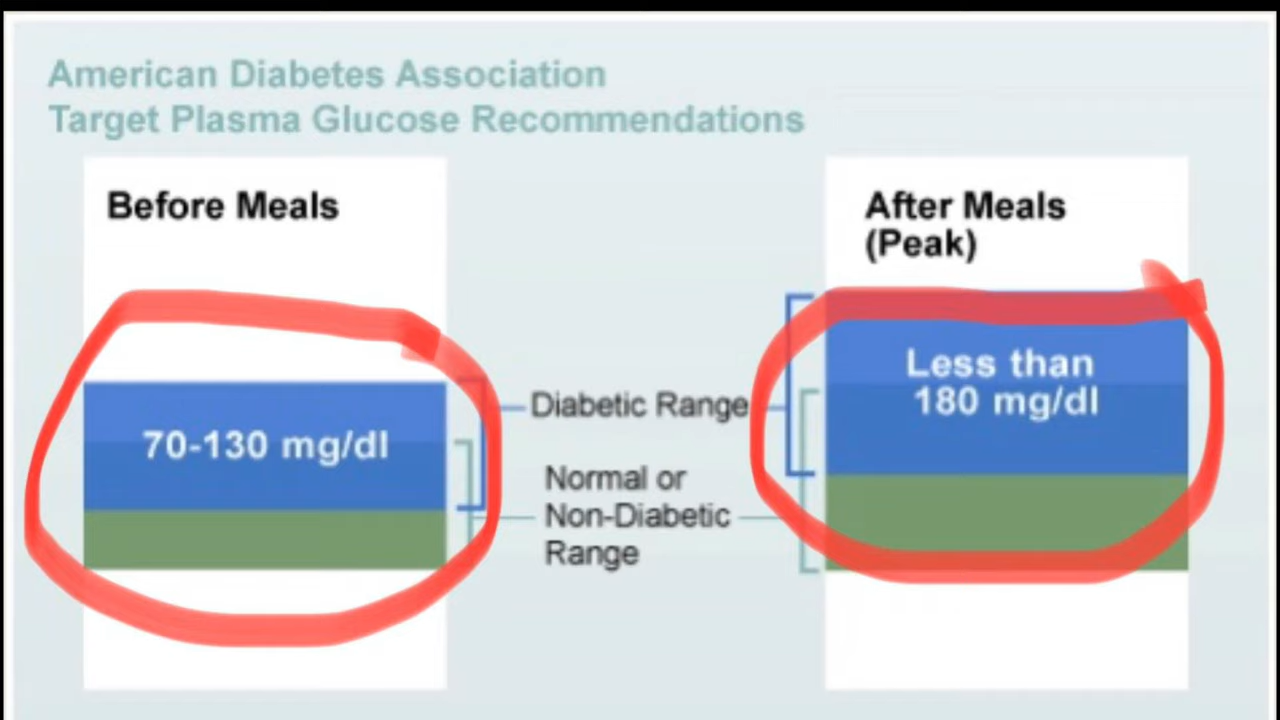 American Diabetes Association
Target Plasma Glucose Recommendations
Before Meals
70-130 mg/dl
After Meals
(Peak)
Less than
180 mg/dl
Diabetic Range
Normal or
Non-Diabetic
Range